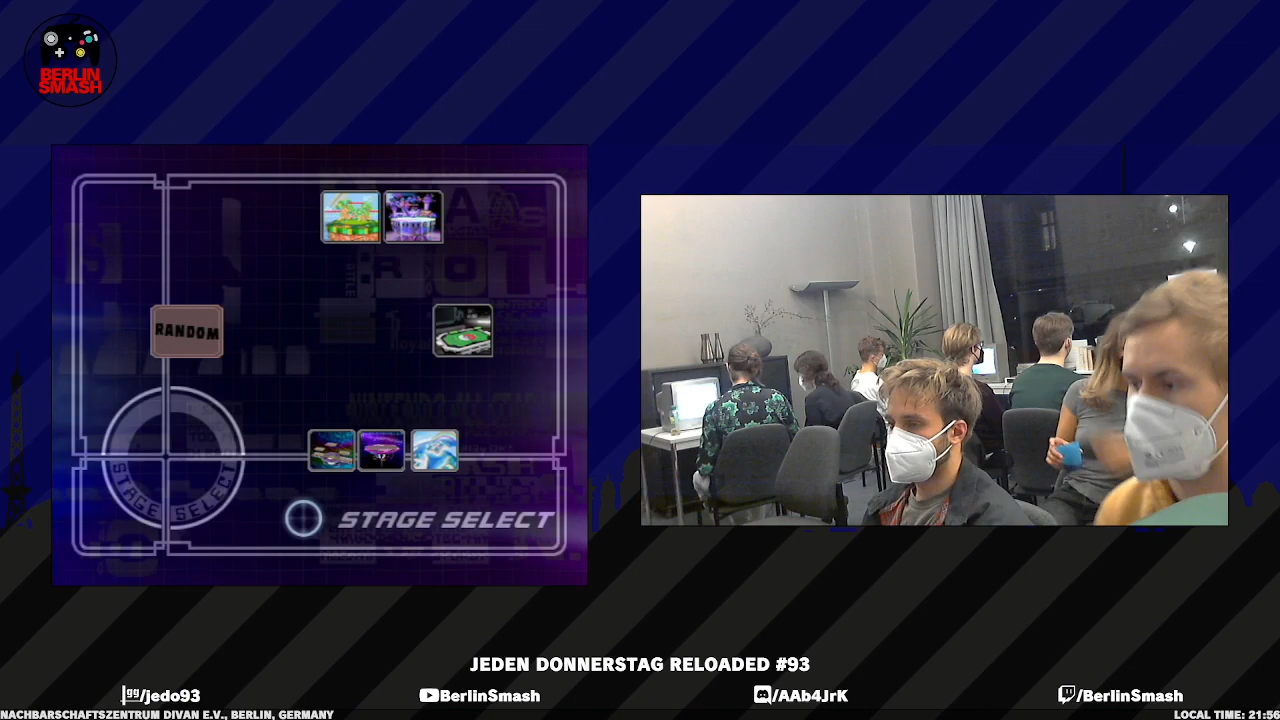 BERLIN
SMASH
RANDOM
STAGE SELECT
STAGE SELECT
JEDEN DONNERSTAG RELOADED #93
gg/jedo93
BerlinSmash
/AAb4JrK
/BerlinSmash
NACHBARSCHAFTSZENTRUM DIVAN E.V., BERLIN, GERMANY
LOCAL TIME: 21:56